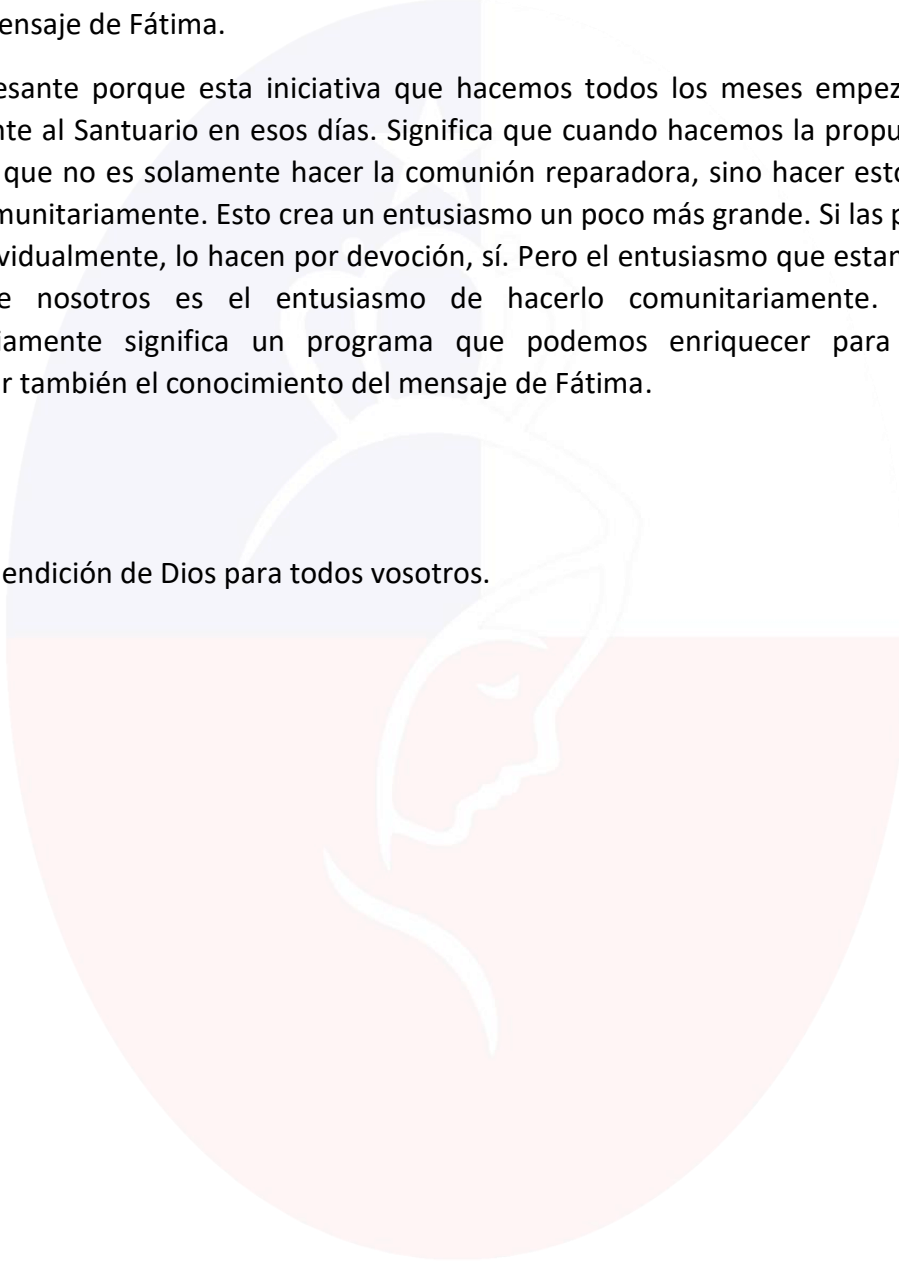 ensaje de Fátima.
esante porque esta iniciativa que hacemos todos los meses empez
nte al Santuario en esos días. Significa que cuando hacemos la propu
que no es solamente hacer la comunión reparadora, sino hacer esto
munitariamente. Esto crea un entusiasmo un poco más grande. Si las p
vidualmente, lo hacen por devoción, sí. Pero el entusiasmo que estan
e nosotros es el entusiasmo de hacerlo comunitariamente.
iamente significa un programa que podemos enriquecer para
r también el conocimiento del mensaje de Fátima.
endición de Dios para todos vosotros.